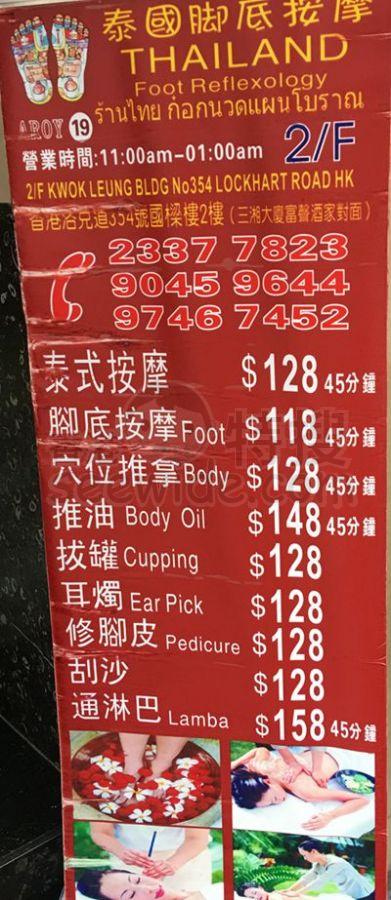 泰國脚底按摩
THAILAND
Foot Reflexology
ร้านไทย ก๋อกนวดแผนโบราณ
AROY 19
營業時間:11:00am-01:00am 2/F
2/F KWOK LEUNG BLDG No354 LOCKHART ROAD HK
香港洛克道354號國樑樓2樓 (三湘大廈富聲酒家對面)
2337 7823
9045 9644
9746 7452
泰式按摩 $128 45分鐘
腳底按摩 Foot $118 45分鐘
穴位推拿 Body $128 45分鐘
推油 Body Oil $148 45分鐘
拔罐 Cupping $128
耳燭 Ear Pick $128
修腳皮 Pedicure $128
刮沙 $128
通淋巴 Lamba $158 45分鐘